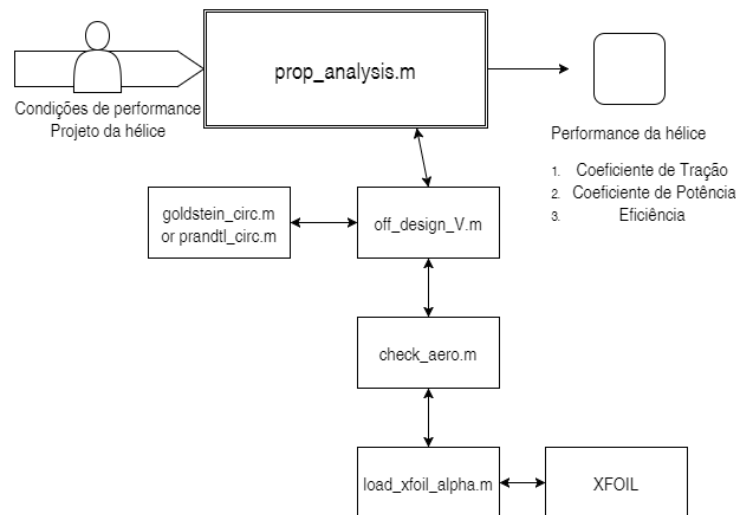 prop_analysis.m
Condições de performance
Projeto da hélice
Performance da hélice
1. Coeficiente de Tração
2. Coeficiente de Potência
3. Eficiência
goldstein_circ.m
or prandtl_circ.m
off_design_V.m
check_aero.m
load_xfoil_alpha.m
XFOIL